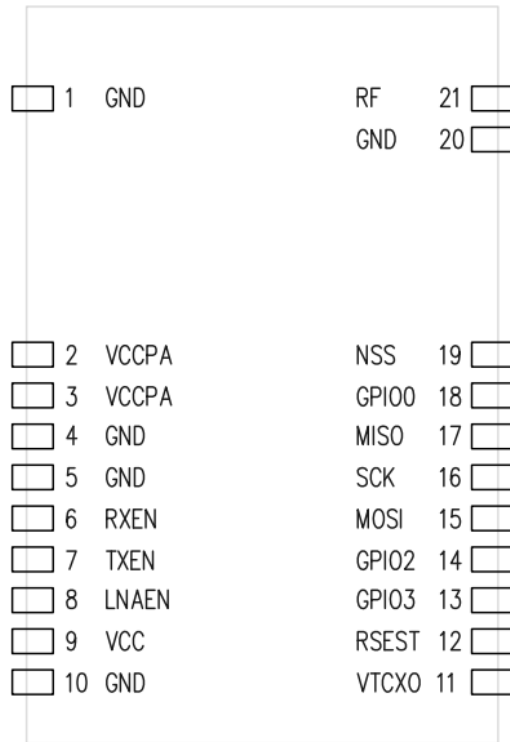 1 GND RF 21
GND 20
2 VCCPA NSS 19
3 VCCPA GPIO0 18
4 GND MISO 17
5 GND SCK 16
6 RXEN MOSI 15
7 TXEN GPIO2 14
8 LNAEN GPIO3 13
9 VCC RSEST 12
10 GND VTCXO 11